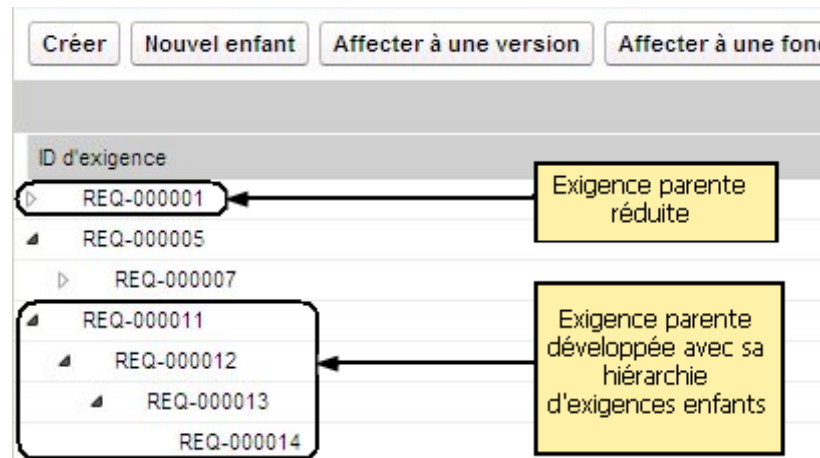 Créer Nouvel enfant Affecter à une version Affecter à une
ID d'exigence
REQ-000001
Exigence parente
réduite
REQ-000005
REQ-000007
REQ-000011
REQ-000012
REQ-000013
REQ-000014
Exigence parente
développée avec sa
hiérarchie
d'exigences enfants